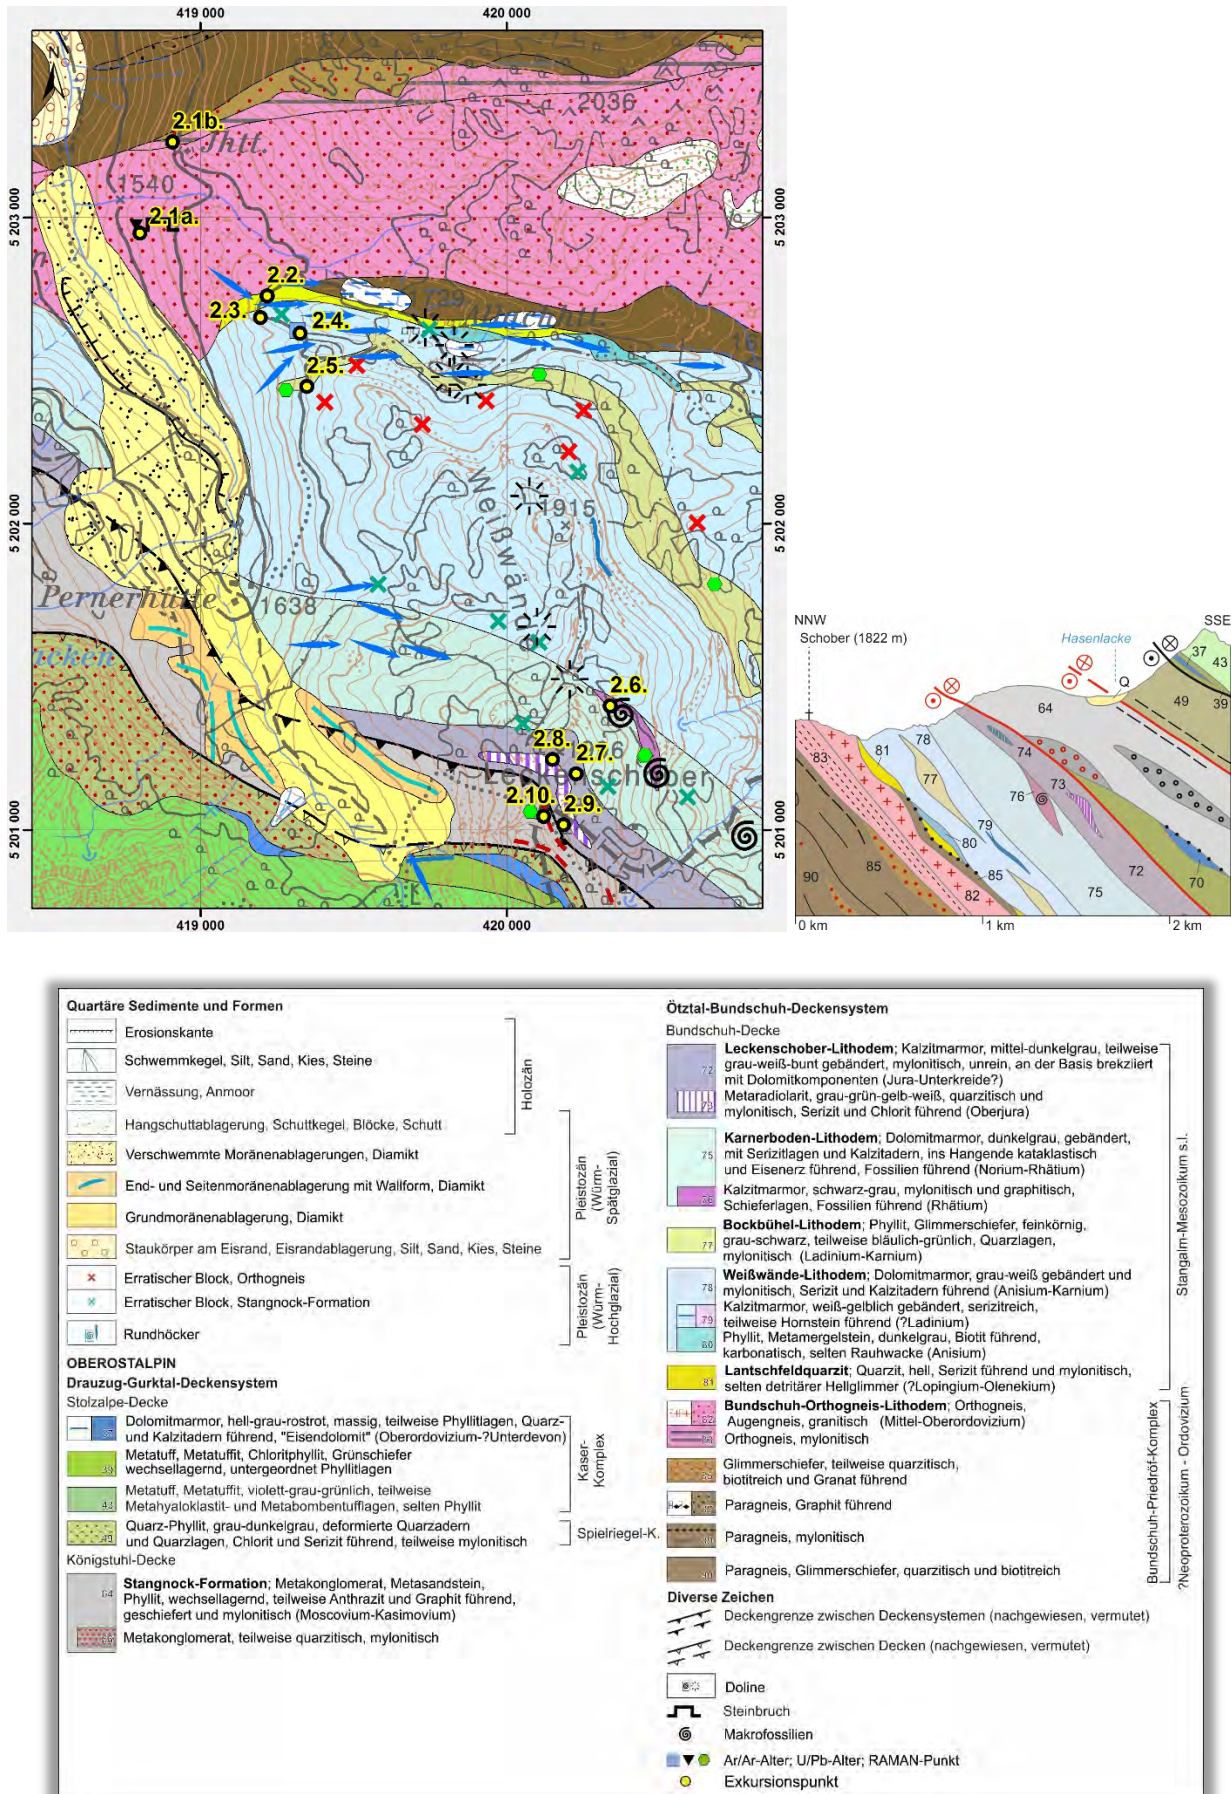 419 000
420 000
N
2036
2.1b.
Jhtt.
1540
5 203 000
5 203 000
2.1a.
2.2.
2.3.
2.4.
2.5.
Weißwän
1915
5 202 000
5 202 000
Pernerhütte
1638
2.6.
2.8.
2.7.
Leckenschober
2.10.
2.9.
5 201 000
5 201 000
419 000
420 000
NNW
SSE
Schober (1822 m)
Hasenlacke
Q
37
43
49
39
64
83
81
78
77
74
73
76
79
80
85
72
70
90
85
82
75
0 km
1 km
2 km
Quartäre Sedimente und Formen
Erosionskante
Schwemmkegel, Silt, Sand, Kies, Steine
Vernässung, Anmoor
Hangschuttablagerung, Schuttkegel, Blöcke, Schutt
Holozän
Verschwemmte Moränenablagerungen, Diamikt
End- und Seitenmoränenablagerung mit Wallform, Diamikt
Grundmoränenablagerung, Diamikt
Staukörper am Eisrand, Eisrandablagerung, Silt, Sand, Kies, Steine
Pleistozän
(Würm-
Spätglazial)
Erratischer Block, Orthogneis
Erratischer Block, Stangnock-Formation
Rundhöcker
Pleistozän
(Würm-
Hochglazial)
OBEROSTALPIN
Drauzug-Gurktal-Deckensystem
Stolzalpe-Decke
Dolomitmarmor, hell-grau-rostrot, massig, teilweise Phyllitlagen, Quarz-
und Kalzitadern führend, "Eisendolomit" (Oberordovizium-?Unterdevon)
Metatuff, Metatuffit, Chloritphyllit, Grünschiefer
wechsellagernd, untergeordnet Phyllitlagen
Metatuff, Metatuffit, violett-grau-grünlich, teilweise
Metahyaloklastit- und Metabombentufflagen, selten Phyllit
Kaser-
Komplex
Quarz-Phyllit, grau-dunkelgrau, deformierte Quarzadern
und Quarzlagen, Chlorit und Serizit führend, teilweise mylonitisch
Spielriegel-K.
Königstuhl-Decke
64
Stangnock-Formation; Metakonglomerat, Metasandstein,
Phyllit, wechsellagernd, teilweise Anthrazit und Graphit führend,
geschiefert und mylonitisch (Moscovium-Kasimovium)
Metakonglomerat, teilweise quarzitisch, mylonitisch
Ötztal-Bundschuh-Deckensystem
Bundschuh-Decke
72
Leckenschober-Lithodem; Kalzitmarmor, mittel-dunkelgrau, teilweise
grau-weiß-bunt gebändert, mylonitisch, unrein, an der Basis brekziiert
mit Dolomitkomponenten (Jura-Unterkreide?)
73
Metaradiolarit, grau-grün-gelb-weiß, quarzitisch und
mylonitisch, Serizit und Chlorit führend (Oberjura)
75
Karnerboden-Lithodem; Dolomitmarmor, dunkelgrau, gebändert,
mit Serizitlagen und Kalzitadern, ins Hangende kataklastisch
und Eisenerz führend, Fossilien führend (Norium-Rhätium)
76
Kalzitmarmor, schwarz-grau, mylonitisch und graphitisch,
Schieferlagen, Fossilien führend (Rhätium)
77
Bockbühel-Lithodem; Phyllit, Glimmerschiefer, feinkörnig,
grau-schwarz, teilweise bläulich-grünlich, Quarzlagen,
mylonitisch (Ladinium-Karnium)
78
Weißwände-Lithodem; Dolomitmarmor, grau-weiß gebändert und
mylonitisch, Serizit und Kalzitadern führend (Anisium-Karnium)
79
Kalzitmarmor, weiß-gelblich gebändert, serizitreich,
teilweise Hornstein führend (?Ladinium)
80
Phyllit, Metamergelstein, dunkelgrau, Biotit führend,
karbonatisch, selten Rauhwacke (Anisium)
81
Lantschfeldquarzit; Quarzit, hell, Serizit führend und mylonitisch,
selten detritärer Hellglimmer (?Lopingium-Olenekium)
Stangalm-Mesozoikum s.l.
82
Bundschuh-Orthogneis-Lithodem; Orthogneis,
Augengneis, granitisch (Mittel-Oberordovizium)
Orthogneis, mylonitisch
Glimmerschiefer, teilweise quarzitisch,
biotitreich und Granat führend
Paragneis, Graphit führend
Paragneis, mylonitisch
Paragneis, Glimmerschiefer, quarzitisch und biotitreich
Bundschuh-Priedröf-Komplex
?Neoproterozoikum - Ordovizium
Diverse Zeichen
Deckengrenze zwischen Deckensystemen (nachgewiesen, vermutet)
Deckengrenze zwischen Decken (nachgewiesen, vermutet)
Doline
Steinbruch
Makrofossilien
Ar/Ar-Alter; U/Pb-Alter; RAMAN-Punkt
Exkursionspunkt